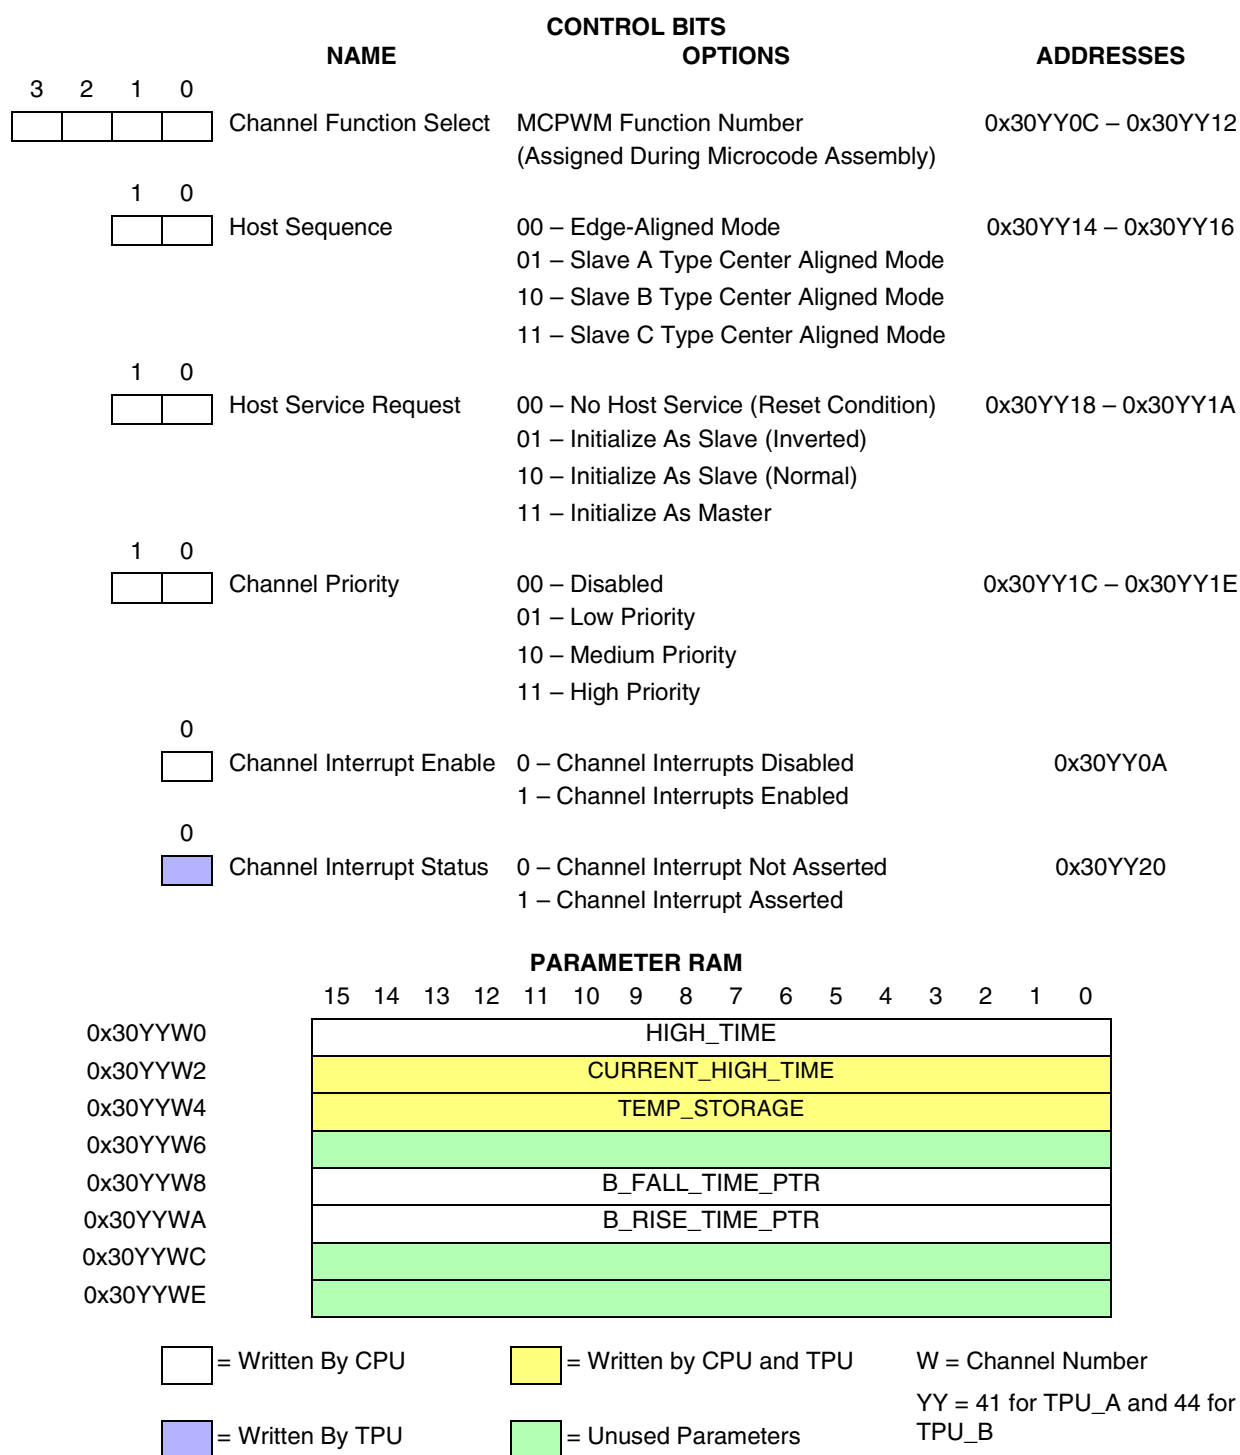 CONTROL BITS
NAME OPTIONS ADDRESSES
3 2 1 0
Channel Function Select MCPWM Function Number 0x30YY0C – 0x30YY12
(Assigned During Microcode Assembly)
1 0
Host Sequence 00 – Edge-Aligned Mode 0x30YY14 – 0x30YY16
01 – Slave A Type Center Aligned Mode
10 – Slave B Type Center Aligned Mode
11 – Slave C Type Center Aligned Mode
1 0
Host Service Request 00 – No Host Service (Reset Condition) 0x30YY18 – 0x30YY1A
01 – Initialize As Slave (Inverted)
10 – Initialize As Slave (Normal)
11 – Initialize As Master
1 0
Channel Priority 00 – Disabled 0x30YY1C – 0x30YY1E
01 – Low Priority
10 – Medium Priority
11 – High Priority
0
Channel Interrupt Enable 0 – Channel Interrupts Disabled 0x30YY0A
1 – Channel Interrupts Enabled
0
Channel Interrupt Status 0 – Channel Interrupt Not Asserted 0x30YY20
1 – Channel Interrupt Asserted
PARAMETER RAM
15 14 13 12 11 10 9 8 7 6 5 4 3 2 1 0
0x30YYW0 HIGH_TIME
0x30YYW2 CURRENT_HIGH_TIME
0x30YYW4 TEMP_STORAGE
0x30YYW6
0x30YYW8 B_FALL_TIME_PTR
0x30YYWA B_RISE_TIME_PTR
0x30YYWC
0x30YYWE
= Written By CPU = Written by CPU and TPU W = Channel Number
YY = 41 for TPU_A and 44 for
= Written By TPU = Unused Parameters TPU_B